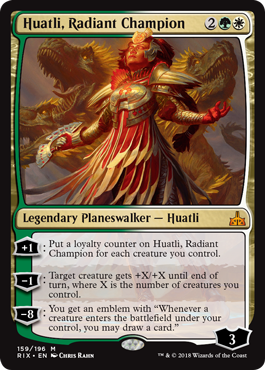 Huatli, Radiant Champion 2
Legendary Planeswalker — Huatli
+1 : Put a loyalty counter on Huatli, Radiant
Champion for each creature you control.
-1 : Target creature gets +X/+X until end of
turn, where X is the number of creatures you
control.
-8 : You get an emblem with “Whenever a
creature enters the battlefield under your
control, you may draw a card.”
3
159/196 M
RIX • EN Chris Rahn ™ & © 2018 Wizards of the Coast